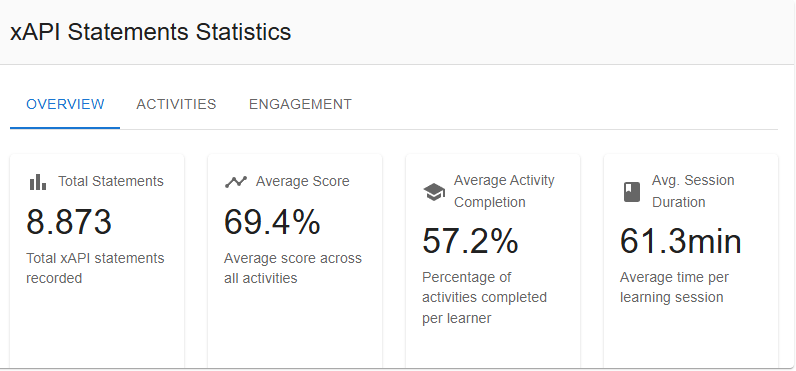 xAPI Statements Statistics
OVERVIEW ACTIVITIES ENGAGEMENT
Total Statements
8.873
Total xAPI statements
recorded
Average Score
69.4%
Average score across
all activities
Average Activity
Completion
57.2%
Percentage of
activities completed
per learner
Avg. Session
Duration
61.3min
Average time per
learning session